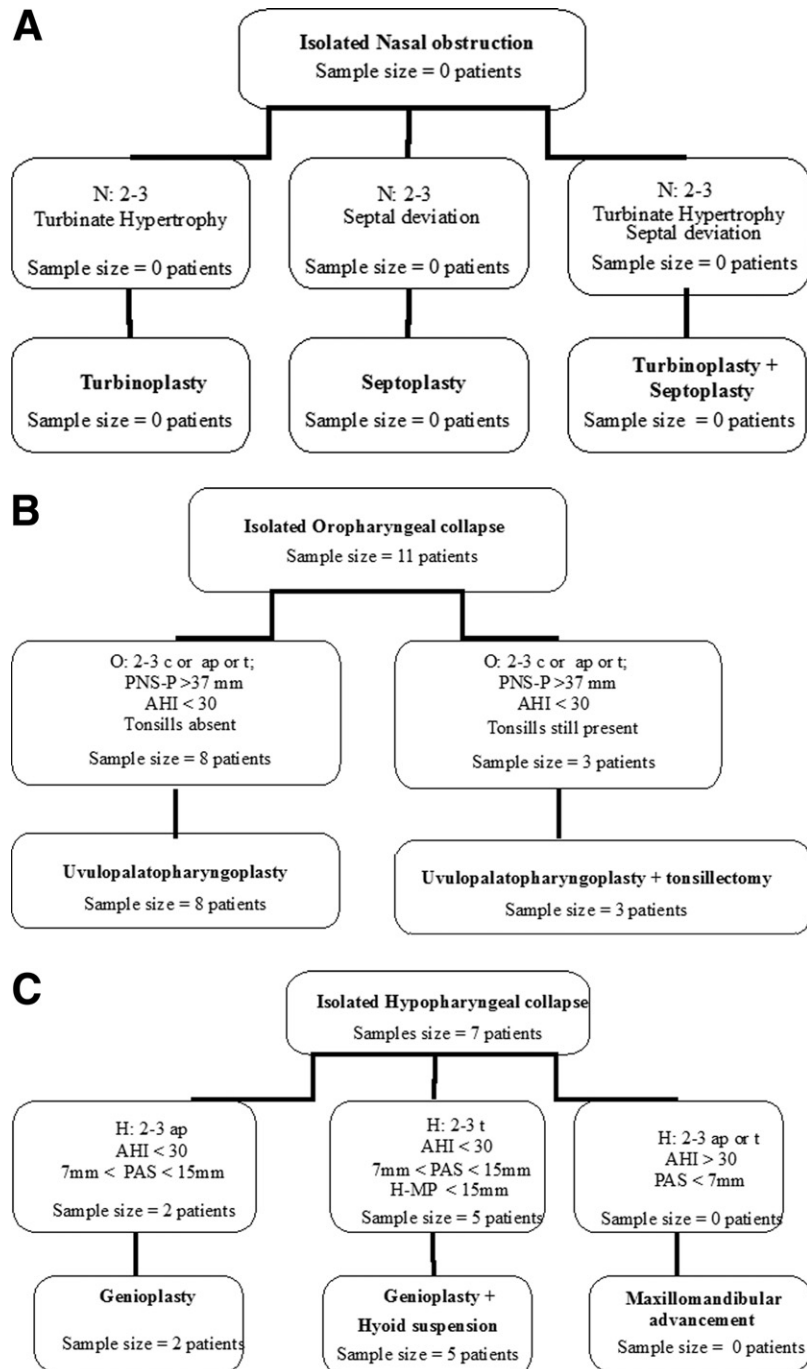 A
Isolated Nasal obstruction
Sample size = 0 patients
N: 2-3
Turbinate Hypertrophy
Sample size = 0 patients
N: 2-3
Septal deviation
Sample size = 0 patients
N: 2-3
Turbinate Hypertrophy
Septal deviation
Sample size = 0 patients
Turbinoplasty
Sample size = 0 patients
Septoplasty
Sample size = 0 patients
Turbinoplasty +
Septoplasty
Sample size = 0 patients
B
Isolated Oropharyngeal collapse
Sample size = 11 patients
O: 2-3 c or ap or t;
PNS-P >37 mm
AHI < 30
Tonsills absent
Sample size = 8 patients
O: 2-3 c or ap or t;
PNS-P >37 mm
AHI < 30
Tonsills still present
Sample size = 3 patients
Uvulopalatopharyngoplasty
Sample size = 8 patients
Uvulopalatopharyngoplasty + tonsillectomy
Sample size = 3 patients
C
Isolated Hypopharyngeal collapse
Samples size = 7 patients
H: 2-3 ap
AHI < 30
7mm < PAS < 15mm
Sample size = 2 patients
H: 2-3 t
AHI < 30
7mm < PAS < 15mm
H-MP < 15mm
Sample size = 5 patients
H: 2-3 ap or t
AHI > 30
PAS < 7mm
Sample size = 0 patients
Genioplasty
Sample size = 2 patients
Genioplasty +
Hyoid suspension
Sample size = 5 patients
Maxillomandibular
advancement
Sample size = 0 patients